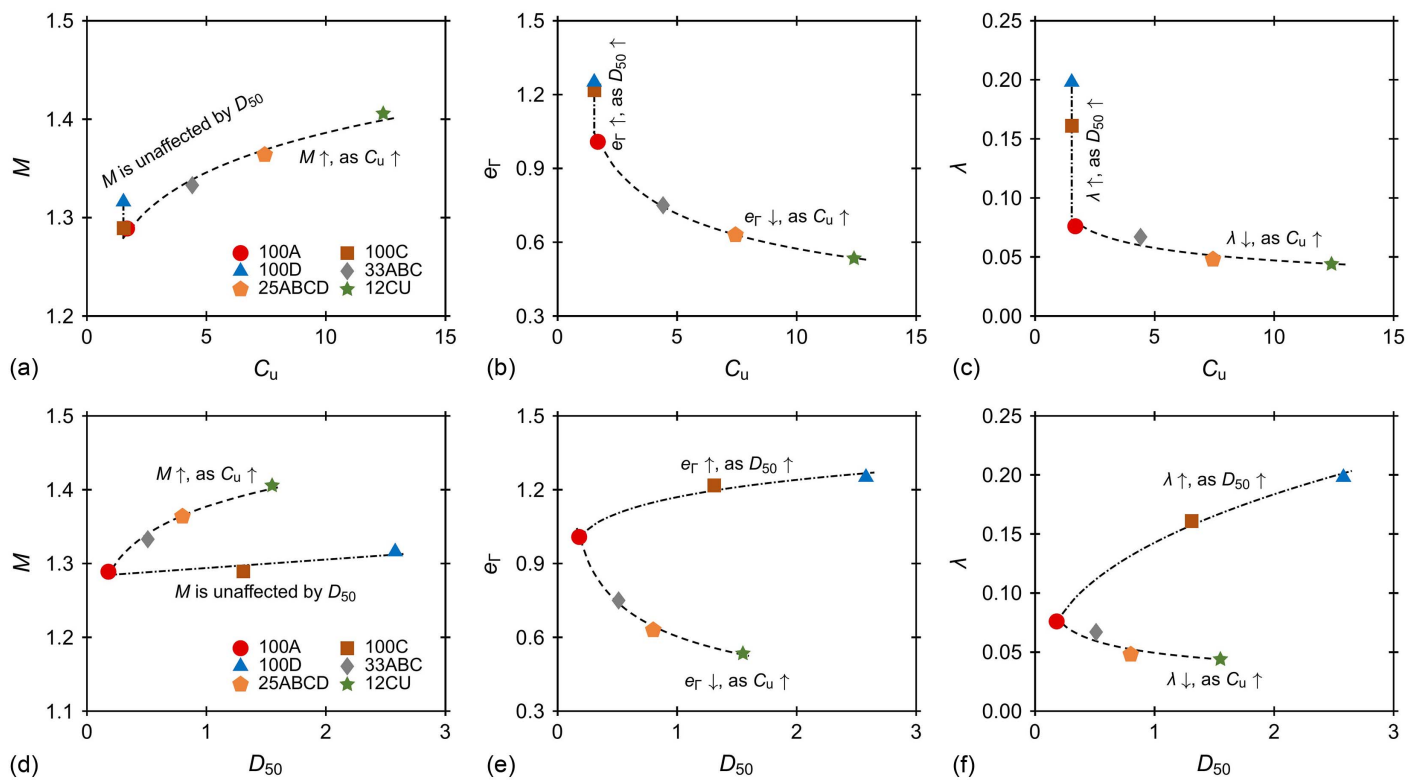 1.5
1.4
1.3
1.2
M
M is unaffected by D50
M ↑, as Cu ↑
100A 100C
100D 33ABC
25ABCD 12CU
0 5 10 15
(a) Cu
1.5
1.2
0.9
0.6
0.3
eΓ
eΓ ↑, as D50 ↑
eΓ ↓, as Cu ↑
0 5 10 15
(b) Cu
0.25
0.20
0.15
0.10
0.05
0.00
λ
λ ↑, as D50 ↑
λ ↓, as Cu ↑
0 5 10 15
(c) Cu
1.5
1.4
1.3
1.2
1.1
M
M ↑, as Cu ↑
M is unaffected by D50
100A 100C
100D 33ABC
25ABCD 12CU
0 1 2 3
(d) D50
1.5
1.2
0.9
0.6
0.3
eΓ
eΓ ↑, as D50 ↑
eΓ ↓, as Cu ↑
0 1 2 3
(e) D50
0.25
0.20
0.15
0.10
0.05
0.00
λ
λ ↑, as D50 ↑
λ ↓, as Cu ↑
0 1 2 3
(f) D50